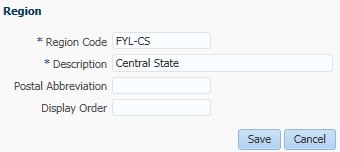 Region
* Region Code FYL-CS
* Description Central State
Postal Abbreviation
Display Order
Save Cancel